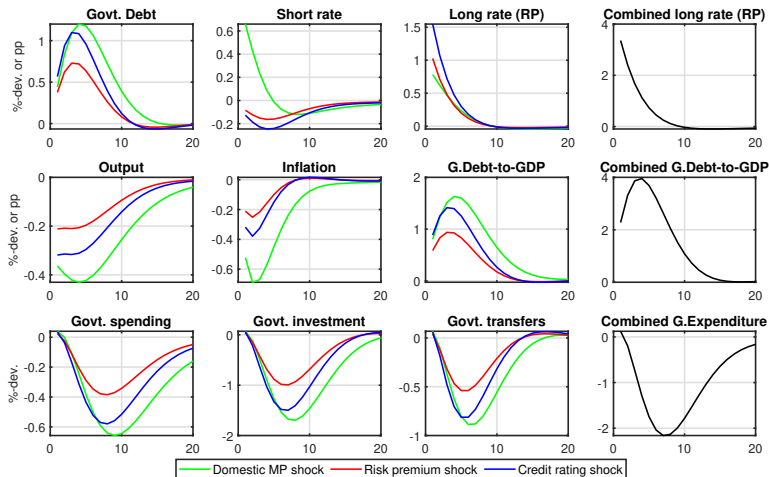 Govt. Debt
Short rate
Long rate (RP)
Combined long rate (RP)
%-dev. or pp
1
0.5
0
0 10 20
0.6
0.4
0.2
0
-0.2
0 10 20
1.5
1
0.5
0
0 10 20
4
2
0
0 10 20
Output
Inflation
G.Debt-to-GDP
Combined G.Debt-to-GDP
%-dev. or pp
0
-0.2
-0.4
0 10 20
0
-0.2
-0.4
-0.6
0 10 20
2
1
0
0 10 20
4
2
0
0 10 20
Govt. spending
Govt. investment
Govt. transfers
Combined G.Expenditure
%-dev.
0
-0.2
-0.4
-0.6
0 10 20
0
-1
-2
0 10 20
0
-0.5
-1
0 10 20
0
-1
-2
0 10 20
Domestic MP shock
Risk premium shock
Credit rating shock